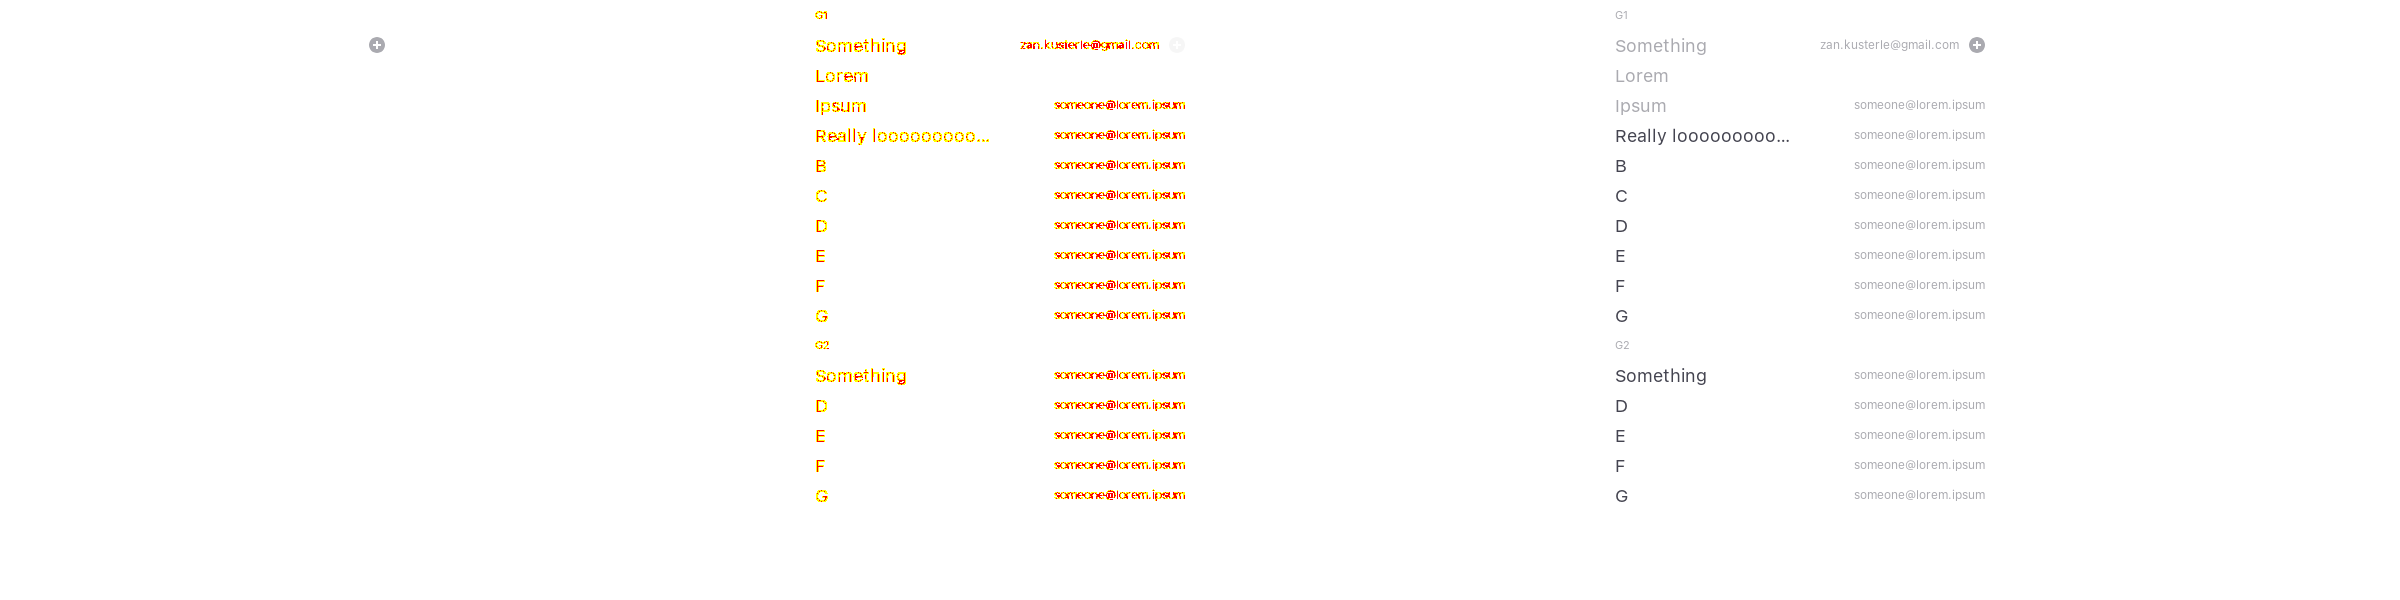 G1
Something zan.kusterle@gmail.com
Lorem
Ipsum someone@lorem.ipsum
Really looooooooo... someone@lorem.ipsum
B someone@lorem.ipsum
C someone@lorem.ipsum
D someone@lorem.ipsum
E someone@lorem.ipsum
F someone@lorem.ipsum
G someone@lorem.ipsum
G2
Something someone@lorem.ipsum
D someone@lorem.ipsum
E someone@lorem.ipsum
F someone@lorem.ipsum
G someone@lorem.ipsum
G1
Something zan.kusterle@gmail.com
Lorem
Ipsum someone@lorem.ipsum
Really looooooooo... someone@lorem.ipsum
B someone@lorem.ipsum
C someone@lorem.ipsum
D someone@lorem.ipsum
E someone@lorem.ipsum
F someone@lorem.ipsum
G someone@lorem.ipsum
G2
Something someone@lorem.ipsum
D someone@lorem.ipsum
E someone@lorem.ipsum
F someone@lorem.ipsum
G someone@lorem.ipsum